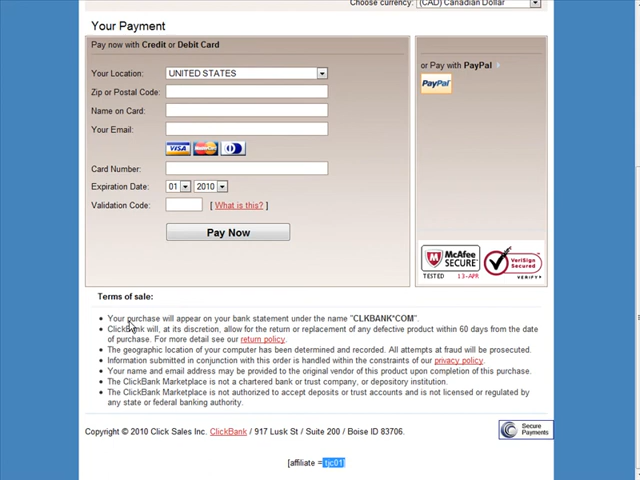 Choose currency: (CAD) Canadian Dollar
Your Payment
Pay now with Credit or Debit Card
or Pay with PayPal
PayPal
Your Location: UNITED STATES
Zip or Postal Code:
Name on Card:
Your Email:
VISA MasterCard
Card Number:
Expiration Date: 01 2010
Validation Code: [ What is this? ]
Pay Now
McAfee SECURE
TESTED 13-APR
VeriSign Secured
VERIFY
Terms of sale:
Your purchase will appear on your bank statement under the name "CLKBANK*COM".
ClickBank will, at its discretion, allow for the return or replacement of any defective product within 60 days from the date
of purchase. For more detail see our return policy.
The geographic location of your computer has been determined and recorded. All attempts at fraud will be prosecuted.
Information submitted in conjunction with this order is handled within the constraints of our privacy policy.
Your name and email address may be provided to the original vendor of this product upon completion of this purchase.
The ClickBank Marketplace is not a chartered bank or trust company, or depository institution.
The ClickBank Marketplace is not authorized to accept deposits or trust accounts and is not licensed or regulated by
any state or federal banking authority.
Copyright © 2010 Click Sales Inc. ClickBank / 917 Lusk St / Suite 200 / Boise ID 83706.
Secure Payments
[affiliate = tjc01]